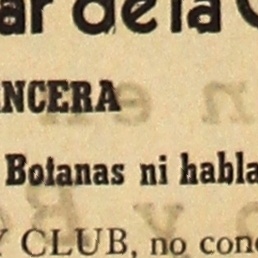 ar de la
NCERA
Botanas ni habla
Y CLUB, no con